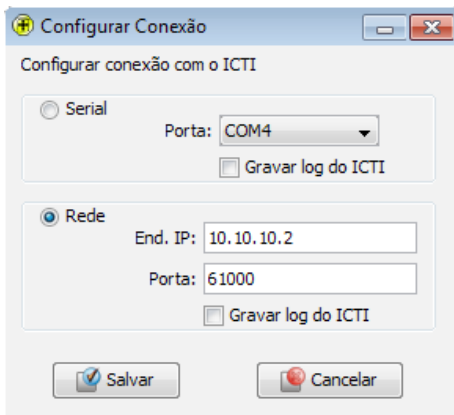 Configurar Conexão
Configurar conexão com o ICTI
Serial
Porta: COM4
Gravar log do ICTI
Rede
End. IP: 10.10.10.2
Porta: 61000
Gravar log do ICTI
Salvar Cancelar